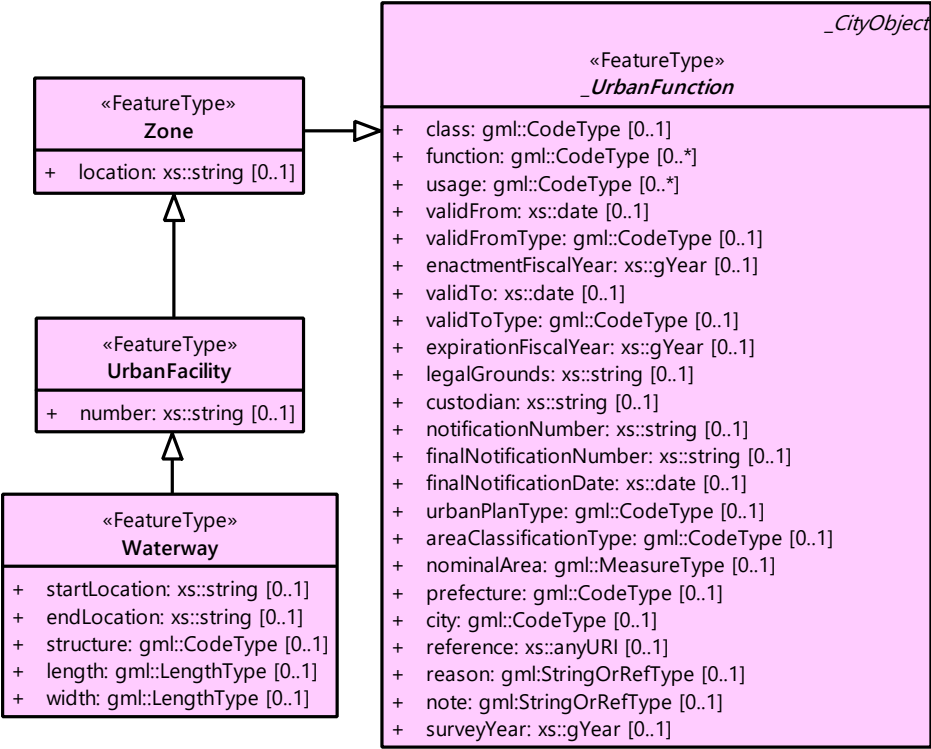 _CityObject
«FeatureType»
_UrbanFunction
+ class: gml::CodeType [0..1]
+ function: gml::CodeType [0..*]
+ usage: gml::CodeType [0..*]
+ validFrom: xs::date [0..1]
+ validFromType: gml::CodeType [0..1]
+ enactmentFiscalYear: xs::gYear [0..1]
+ validTo: xs::date [0..1]
+ validToType: gml::CodeType [0..1]
+ expirationFiscalYear: xs::gYear [0..1]
+ legalGrounds: xs::string [0..1]
+ custodian: xs::string [0..1]
+ notificationNumber: xs::string [0..1]
+ finalNotificationNumber: xs::string [0..1]
+ finalNotificationDate: xs::date [0..1]
+ urbanPlanType: gml::CodeType [0..1]
+ areaClassificationType: gml::CodeType [0..1]
+ nominalArea: gml::MeasureType [0..1]
+ prefecture: gml::CodeType [0..1]
+ city: gml::CodeType [0..1]
+ reference: xs::anyURI [0..1]
+ reason: gml:StringOrRefType [0..1]
+ note: gml:StringOrRefType [0..1]
+ surveyYear: xs::gYear [0..1]
«FeatureType»
Zone
+ location: xs::string [0..1]
«FeatureType»
UrbanFacility
+ number: xs::string [0..1]
«FeatureType»
Waterway
+ startLocation: xs::string [0..1]
+ endLocation: xs::string [0..1]
+ structure: gml::CodeType [0..1]
+ length: gml::LengthType [0..1]
+ width: gml::LengthType [0..1]